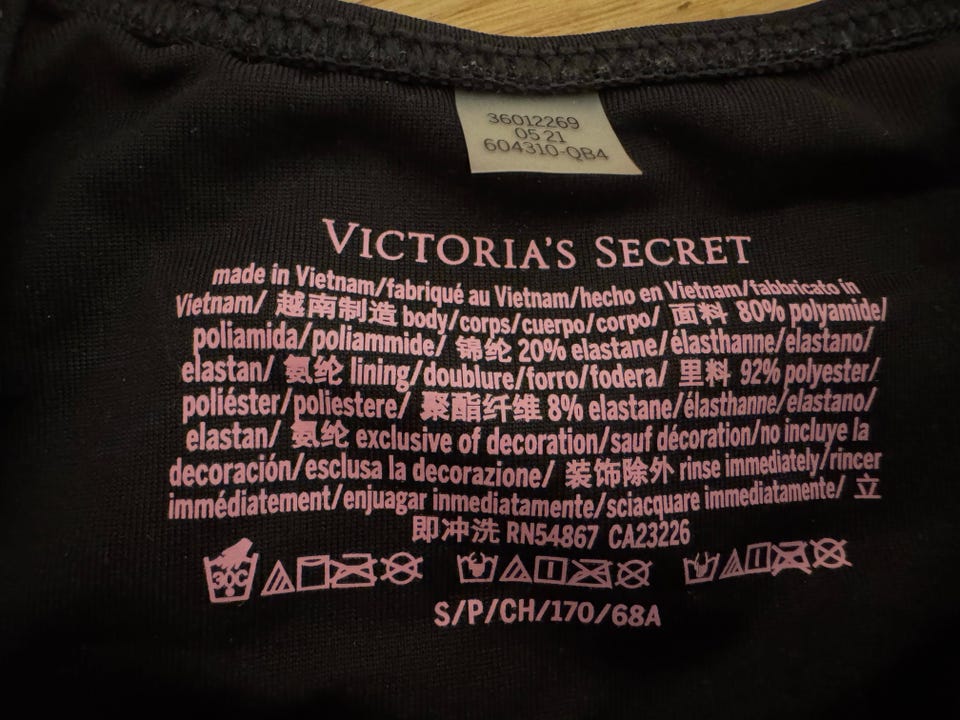 36012269
05 21
604310-QB4
VICTORIA'S SECRET
made in Vietnam/fabriqué au Vietnam/hecho en Vietnam/fabbricato in
Vietnam/ 越南制造 body/corps/cuerpo/corpo/ 面料 80% polyamide/
poliamida/poliammide/ 锦纶 20% elastane/élasthanne/elastano/
elastan/ 氨纶 lining/doublure/forro/fodera/ 里料 92% polyester/
poliéster/poliestere/ 聚酯纤维 8% elastane/élasthanne/elastano/
elastan/ 氨纶 exclusive of decoration/sauf décoration/no incluye la
decoración/esclusa la decorazione/ 装饰除外 rinse immediately/rincer
immédiatement/enjuagar inmediatamente/sciacquare immediatamente/ 立
即冲洗 RN54867 CA23226
30C
S/P/CH/170/68A